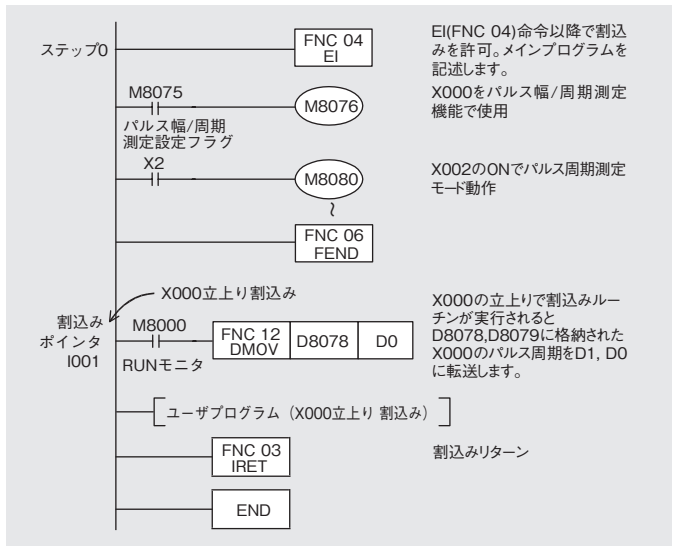 ステップ0
FNC 04
EI
EI(FNC 04)命令以降で割込
みを許可。メインプログラムを
記述します。
M8075
M8076
パルス幅/周期
測定設定フラグ
X000をパルス幅/周期測定
機能で使用
X2
M8080
X002のONでパルス周期測定
モード動作
~
FNC 06
FEND
X000立上り割込み
割込み
ポインタ
I001
M8000
RUNモニタ
FNC 12
DMOV
D8078
D0
X000の立上りで割込みルー
チンが実行されると
D8078,D8079に格納された
X000のパルス周期をD1, D0
に転送します。
ユーザプログラム（X000立上り 割込み）
FNC 03
IRET
割込みリターン
END